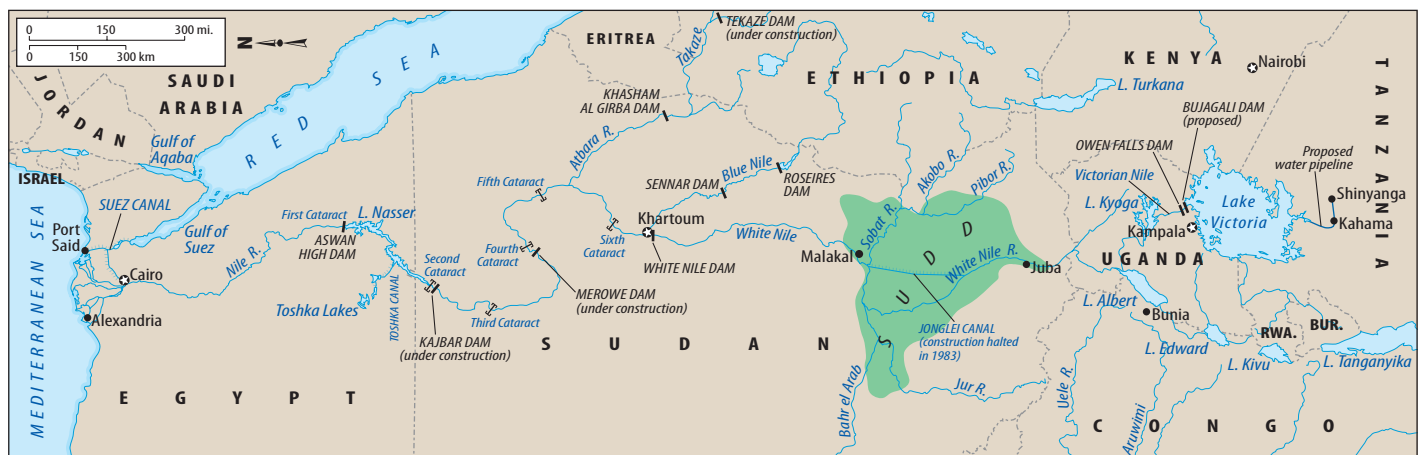 0 150 300 mi.
0 150 300 km
N
JORDAN
SAUDI
ARABIA
RED SEA
Gulf of
Aqaba
ISRAEL
SUEZ CANAL
Port
Said
Gulf of
Suez
Cairo
Alexandria
MEDITERRANEAN SEA
Nile R.
First Cataract
L. Nasser
ASWAN
HIGH DAM
Toshka Lakes
TOSHKA CANAL
Second
Cataract
KAJBAR DAM
(under construction)
Third Cataract
Fourth
Cataract
MEROWE DAM
(under construction)
Fifth Cataract
Sixth
Cataract
EGYPT
SUDAN
ERITREA
TEKAZE DAM
(under construction)
Takaze
ETHIOPIA
KHASHAM
AL GIRBA DAM
Atbara R.
Blue Nile
SENNAR DAM
ROSEIRES
DAM
Khartoum
WHITE NILE DAM
White Nile
Malakal
Sobat R.
Akobo R.
Pibor R.
SUDD
White Nile R.
Juba
JONGLEI CANAL
(construction halted
in 1983)
Bahr el Arab
Jur R.
KENYA
Nairobi
L. Turkana
BUJAGALI DAM
(proposed)
OWEN FALLS DAM
Victorian Nile
L. Kyoga
Kampala
Lake
Victoria
Proposed
water pipeline
Shinyanga
Kahama
TANZANIA
UGANDA
L. Albert
Bunia
L. Edward
RWA.
BUR.
L. Kivu
L. Tanganyika
Uele R.
Aruwimi
CONGO